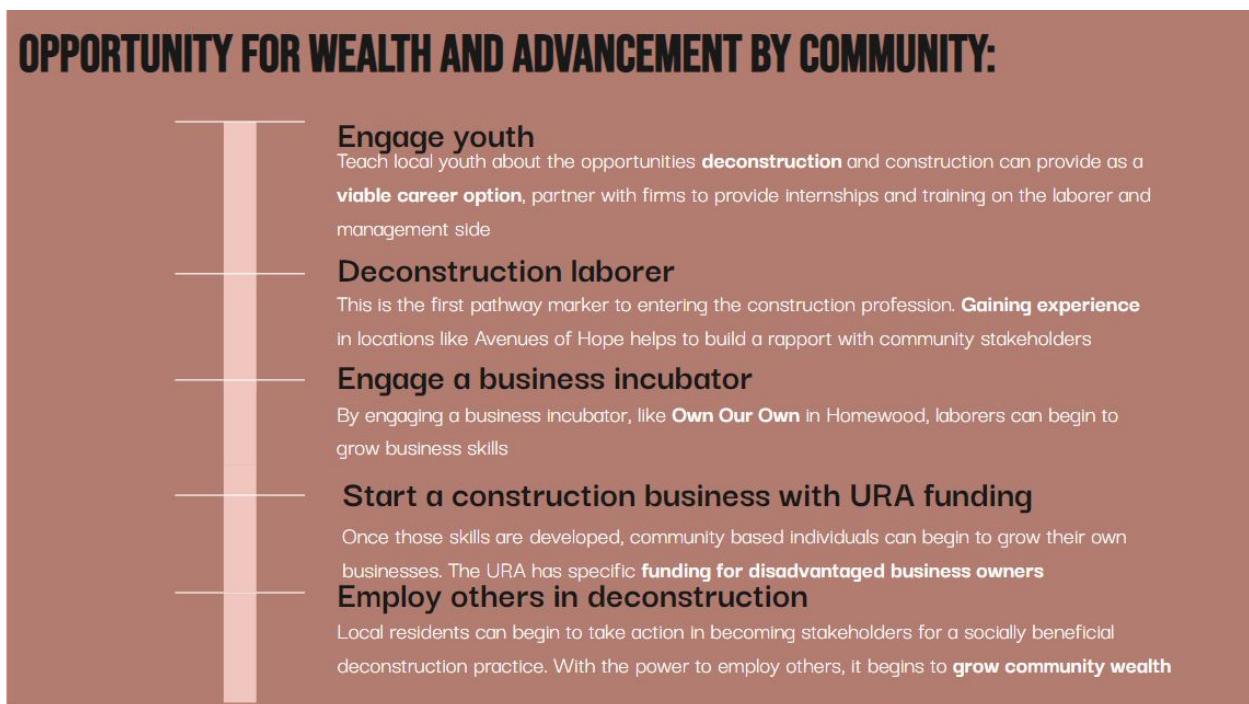 OPPORTUNITY FOR WEALTH AND ADVANCEMENT BY COMMUNITY:
Engage youth
Teach local youth about the opportunities deconstruction and construction can provide as a
viable career option, partner with firms to provide internships and training on the laborer and
management side
Deconstruction laborer
This is the first pathway marker to entering the construction profession. Gaining experience
in locations like Avenues of Hope helps to build a rapport with community stakeholders
Engage a business incubator
By engaging a business incubator, like Own Our Own in Homewood, laborers can begin to
grow business skills
Start a construction business with URA funding
Once those skills are developed, community based individuals can begin to grow their own
businesses. The URA has specific funding for disadvantaged business owners
Employ others in deconstruction
Local residents can begin to take action in becoming stakeholders for a socially beneficial
deconstruction practice. With the power to employ others, it begins to grow community wealth